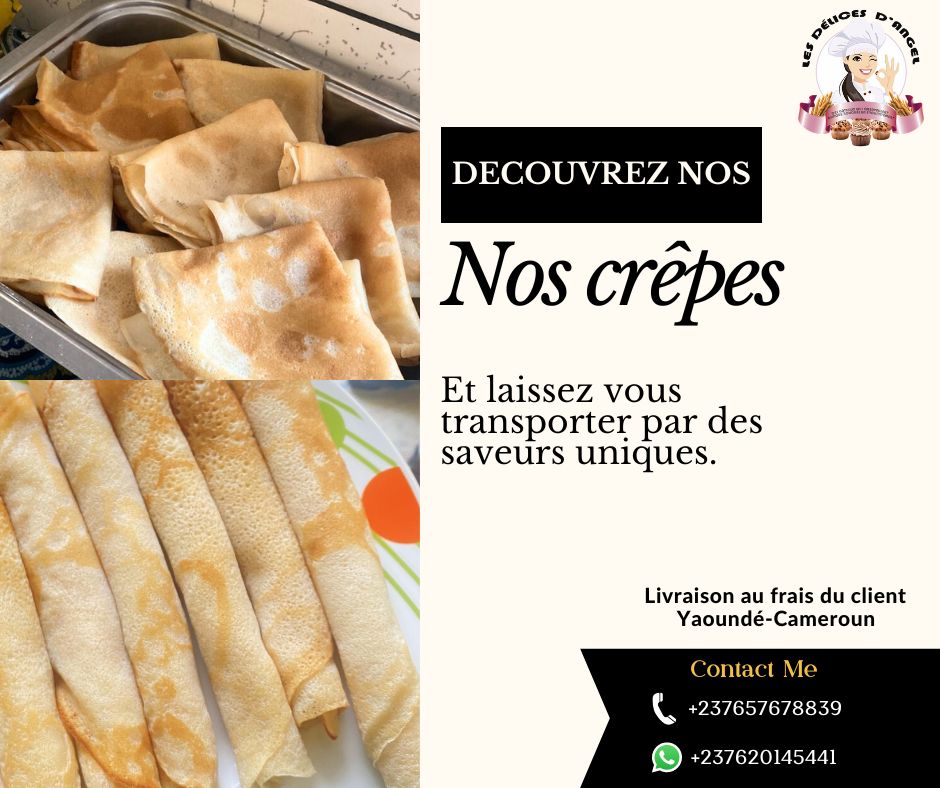 LES DÉLICES D'ANGEL
DECOUVREZ NOS
Nos crêpes
Et laissez vous
transporter par des
saveurs uniques.
Livraison au frais du client
Yaoundé-Cameroun
Contact Me
+237657678839
+237620145441